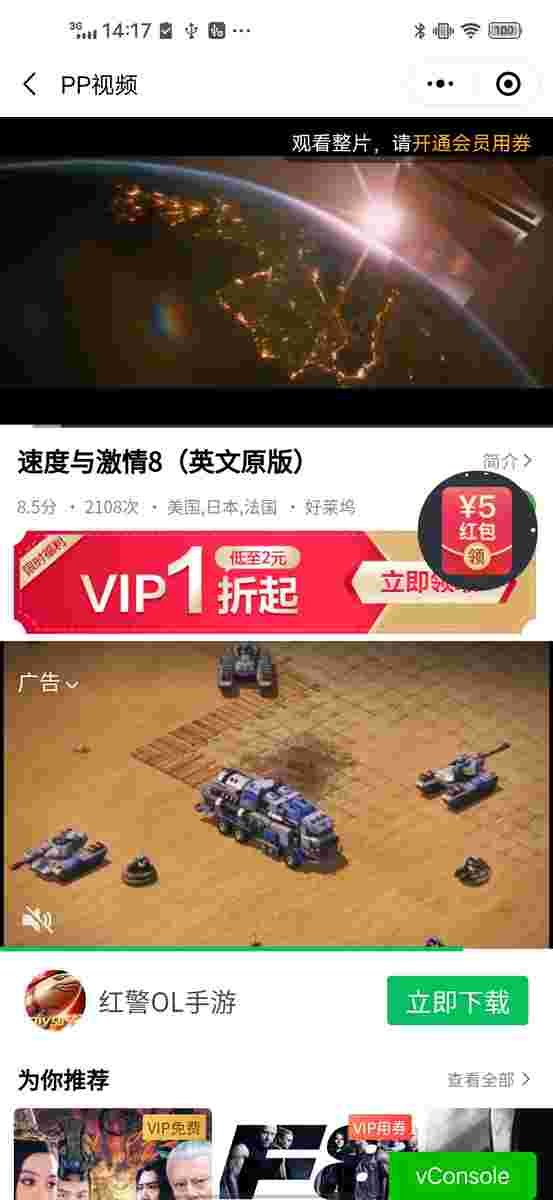 3G 14:17 100
PP视频
观看整片，请开通会员用券
速度与激情8（英文原版）
简介
8.5分 · 2108次 · 美国,日本,法国 · 好莱坞
¥5
红包
领
限时福利
VIP1折起
低至2元
立即领
广告
红警OL手游
立即下载
为你推荐
查看全部
VIP免费
VIP用券
F8
vConsole